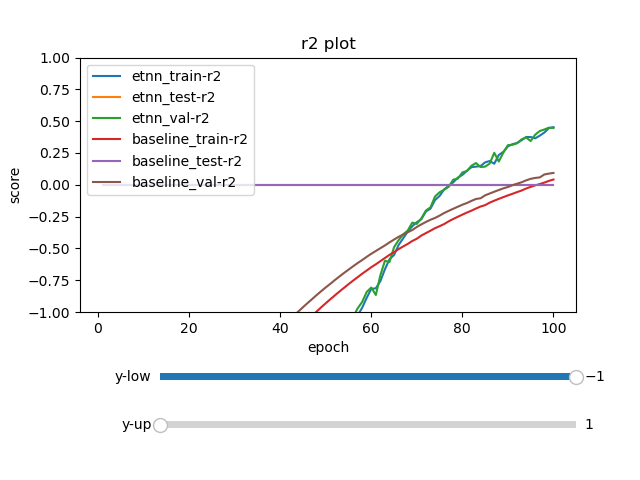 r2 plot
1.00
0.75
0.50
0.25
0.00
−0.25
−0.50
−0.75
−1.00
score
etnn_train-r2
etnn_test-r2
etnn_val-r2
baseline_train-r2
baseline_test-r2
baseline_val-r2
0 20 40 60 80 100
epoch
y-low −1
y-up 1